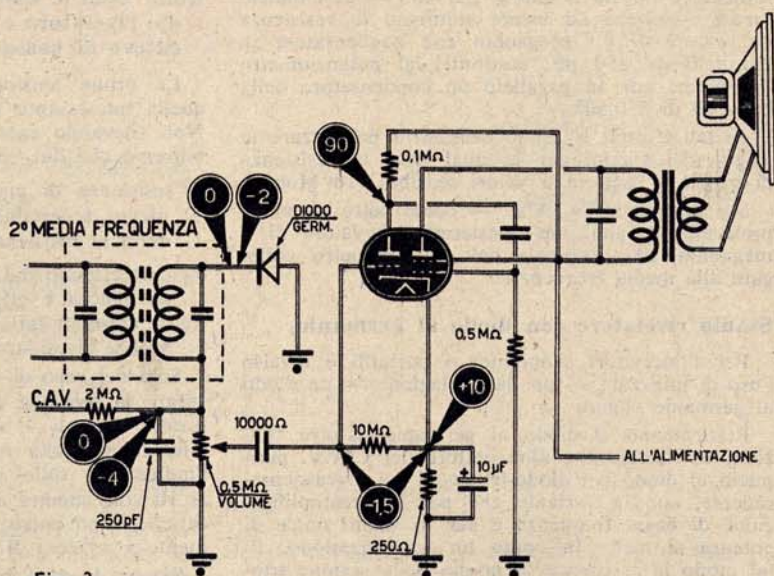 90
0,1MΩ
0
-2
DIODO
GERM.
2º MEDIA FREQUENZA
0,5MΩ
+10
C.A.V.
2MΩ
10000Ω
10MΩ
0
-4
-1,5
10µF
ALL'ALIMENTAZIONE
0,5MΩ
VOLUME
250pF
250Ω